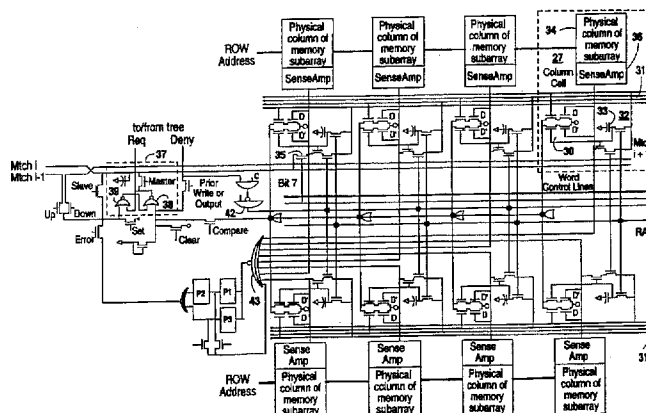 Physical
column of
memory
subarray
SenseAmp
Physical
column of
memory
subarray
SenseAmp
Physical
column of
memory
subarray
SenseAmp
34
Physical
column of
memory
subarray
SenseAmp
36
31
ROW
Address
27
Column
Cell
33
32
30
to/from tree
Req
Deny
37
Mtch i
Mtch i-1
Slave
39
Master
38
Up
Down
Error
Set
Clear
Compare
Prior
Write or
Output
42
C
35
Bit 7
D
D'
D
D'
D
D'
D
D'
Word
Control Lines
Mtc
i +
RA
43
P2
P1
P3
D'
D
D'
D
D'
D
D'
D
31
Sense
Amp
Physical
column of
memory
subarray
Sense
Amp
Physical
column of
memory
subarray
Sense
Amp
Physical
column of
memory
subarray
Sense
Amp
Physical
column of
memory
subarray
ROW
Address